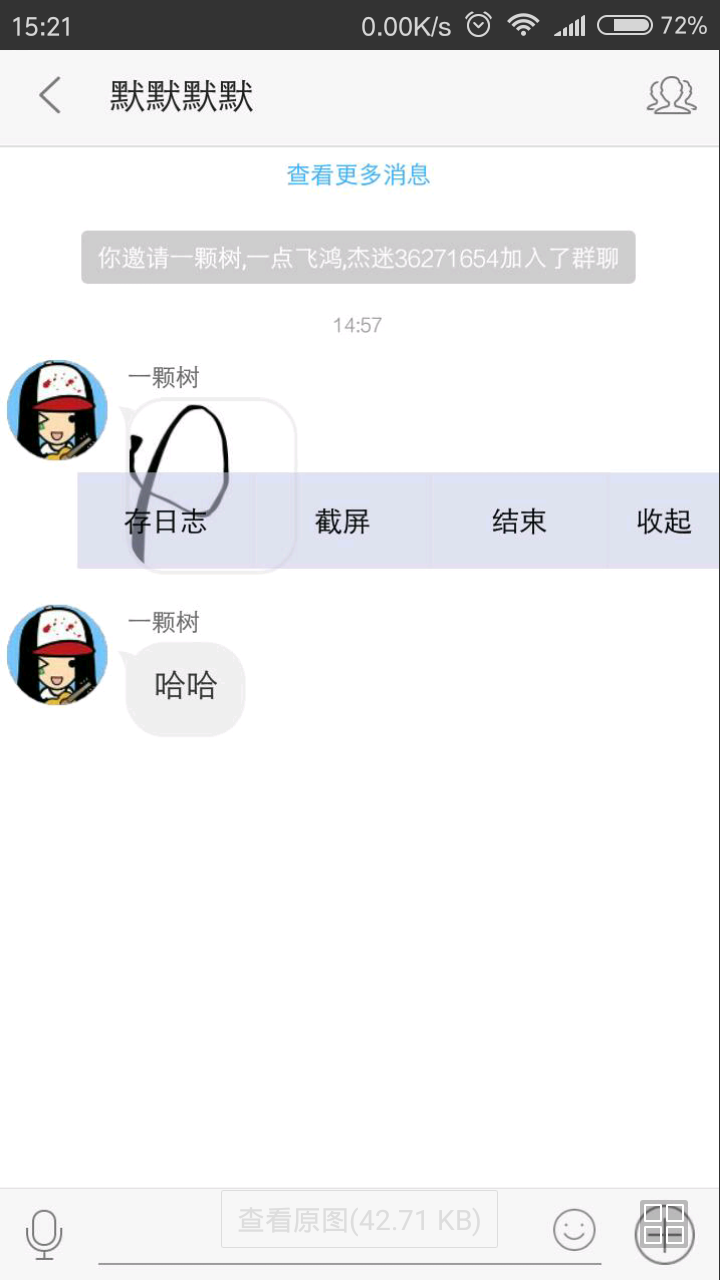 15:21 0.00K/s 72%
默默默默
查看更多消息
你邀请一颗树,一点飞鸿,杰迷36271654加入了群聊
14:57
一颗树
存日志 截屏 结束 收起
一颗树
哈哈
查看原图(42.71 KB)